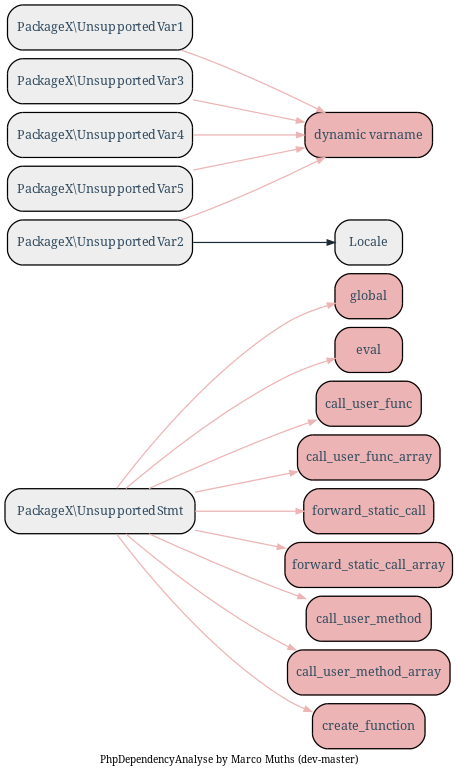 PackageX\UnsupportedVar1
PackageX\UnsupportedVar3
dynamic varname
PackageX\UnsupportedVar4
PackageX\UnsupportedVar5
PackageX\UnsupportedVar2
Locale
global
eval
call_user_func
call_user_func_array
PackageX\UnsupportedStmt
forward_static_call
forward_static_call_array
call_user_method
call_user_method_array
create_function
PhpDependencyAnalyse by Marco Muths (dev-master)